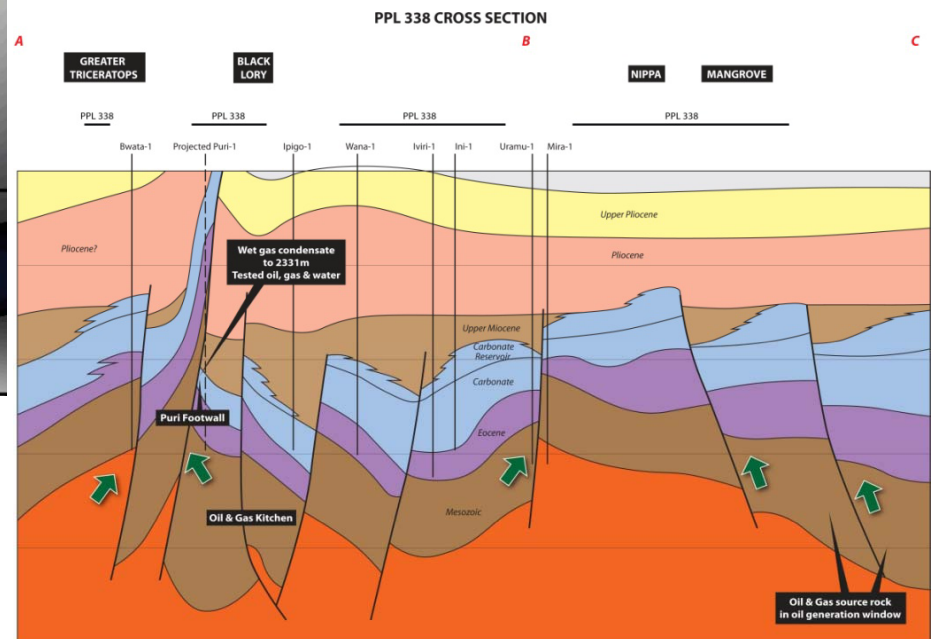 PPL 338 CROSS SECTION
A
B
C
GREATER
TRICERATOPS
BLACK
LORY
NIPPA
MANGROVE
PPL 338
PPL 338
PPL 338
PPL 338
Bwata-1
Projected Puri-1
Ipigo-1
Wana-1
Iviri-1
Ini-1
Uramu-1
Mira-1
Upper Pliocene
Pliocene?
Wet gas condensate
to 2331m
Tested oil, gas & water
Pliocene
Upper Miocene
Carbonate
Reservoir
Carbonate
Puri Footwall
Eocene
Oil & Gas Kitchen
Mesozoic
Oil & Gas source rock
in oil generation window